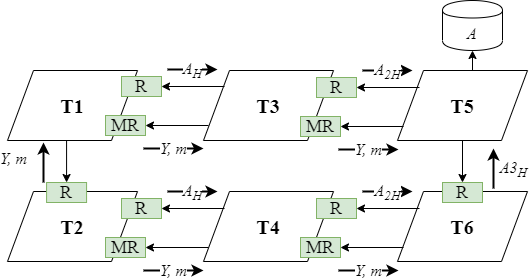 A
A_H
A_2H
R
R
T1
T3
T5
MR
MR
Y, m
Y, m
Y, m
A3_H
R
R
A_H
A_2H
R
R
T2
T4
T6
MR
MR
Y, m
Y, m